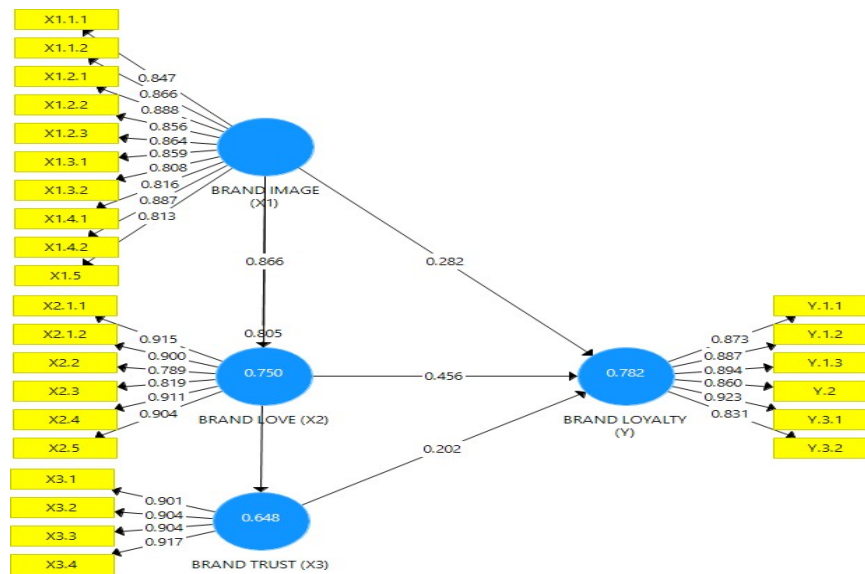 X1.1.1
X1.1.2
X1.2.1
X1.2.2
X1.2.3
X1.3.1
X1.3.2
X1.4.1
X1.4.2
X1.5
0.847
0.866
0.888
0.856
0.864
0.859
0.808
0.816
0.887
0.813
BRAND IMAGE
(X1)
0.866
0.282
0.805
X2.1.1
X2.1.2
X2.2
X2.3
X2.4
X2.5
0.915
0.900
0.789
0.819
0.911
0.904
0.750
BRAND LOVE (X2)
0.456
0.202
X3.1
X3.2
X3.3
X3.4
0.901
0.904
0.904
0.917
0.648
BRAND TRUST (X3)
0.782
BRAND LOYALTY
(Y)
0.873
0.887
0.894
0.860
0.923
0.831
Y.1.1
Y.1.2
Y.1.3
Y.2
Y.3.1
Y.3.2